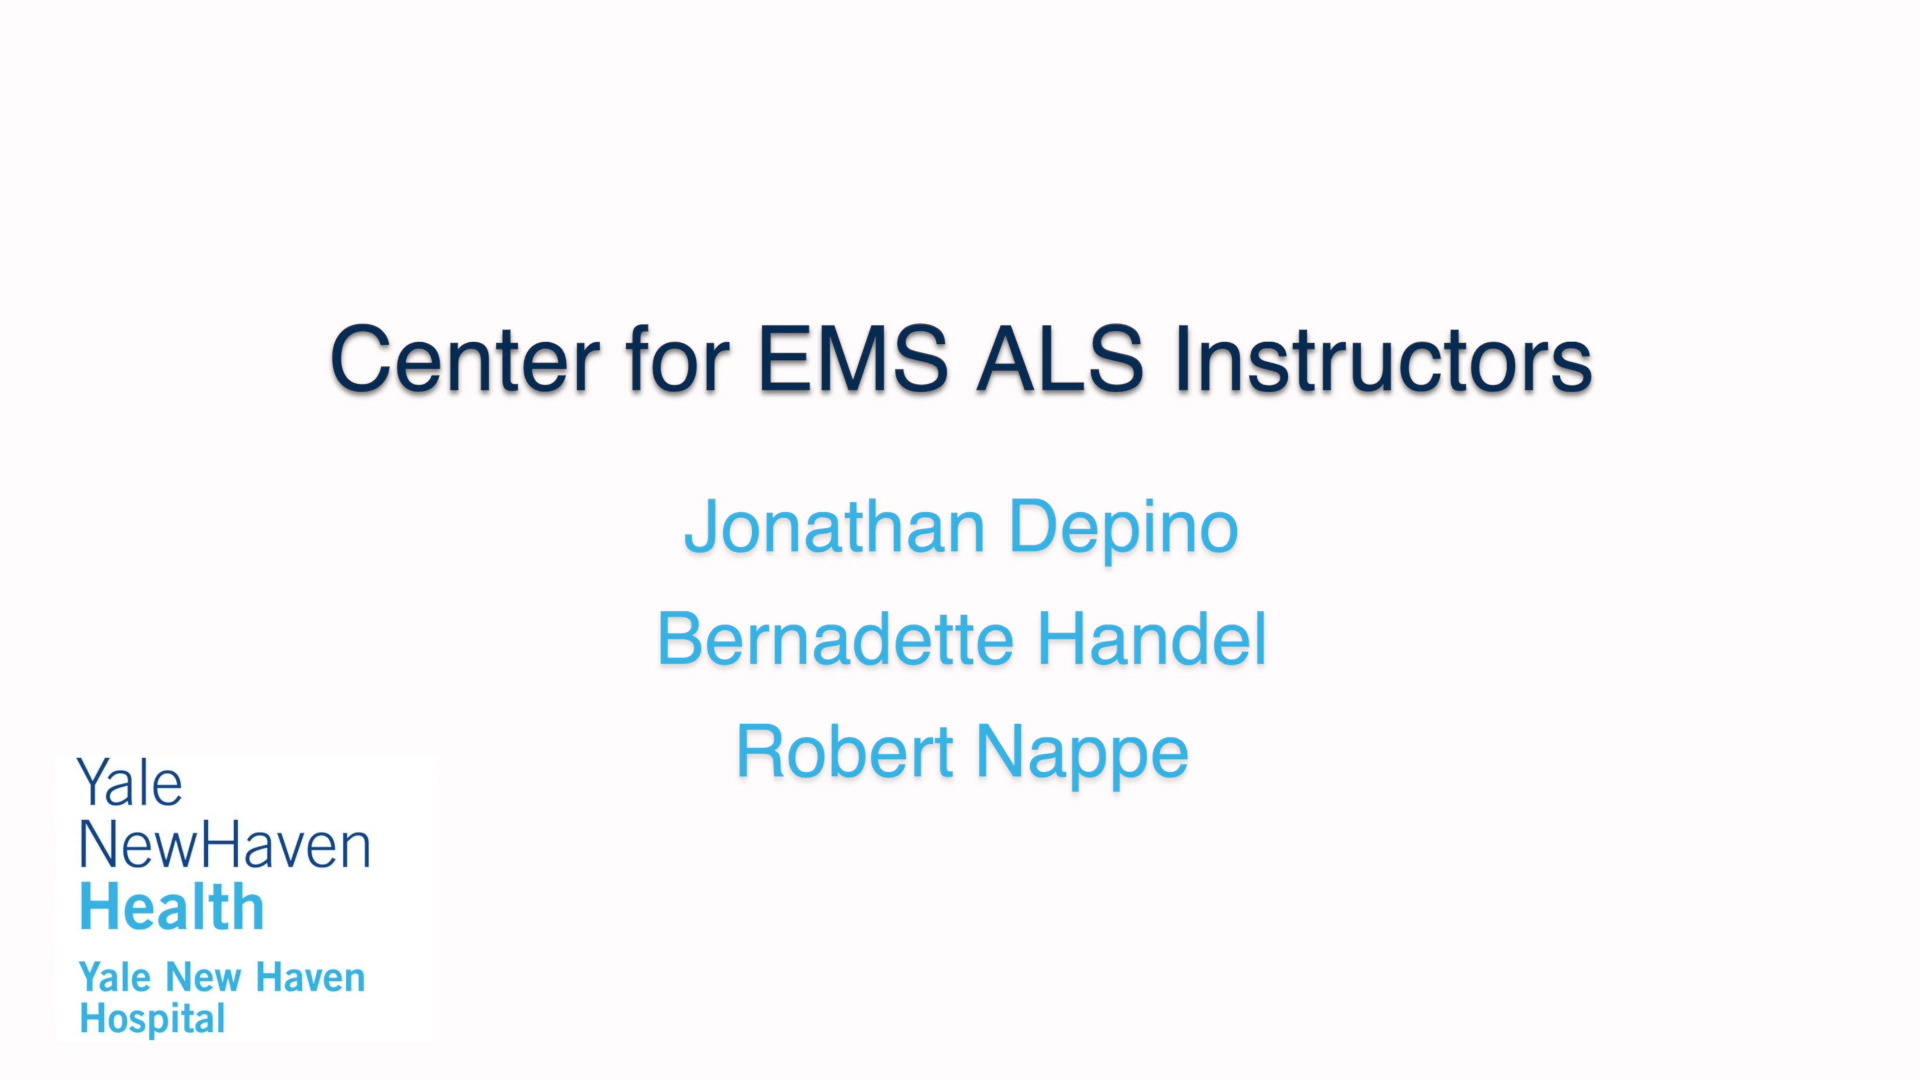 Center for EMS ALS Instructors
Jonathan Depino
Bernadette Handel
Robert Nappe
Yale
NewHaven
Health
Yale New Haven
Hospital